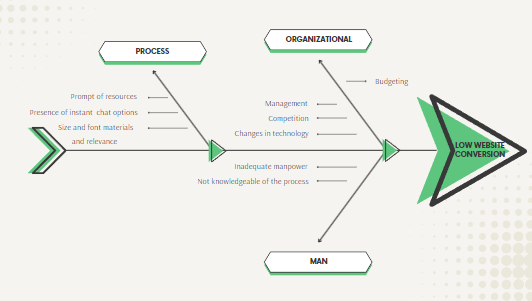 PROCESS
ORGANIZATIONAL
Budgeting
Prompt of resources
Presence of instant chat options
Size and font materials
and relevance
Management
Competition
Changes in technology
LOW WEBSITE
CONVERSION
Inadequate manpower
Not knowledgeable of the process
MAN